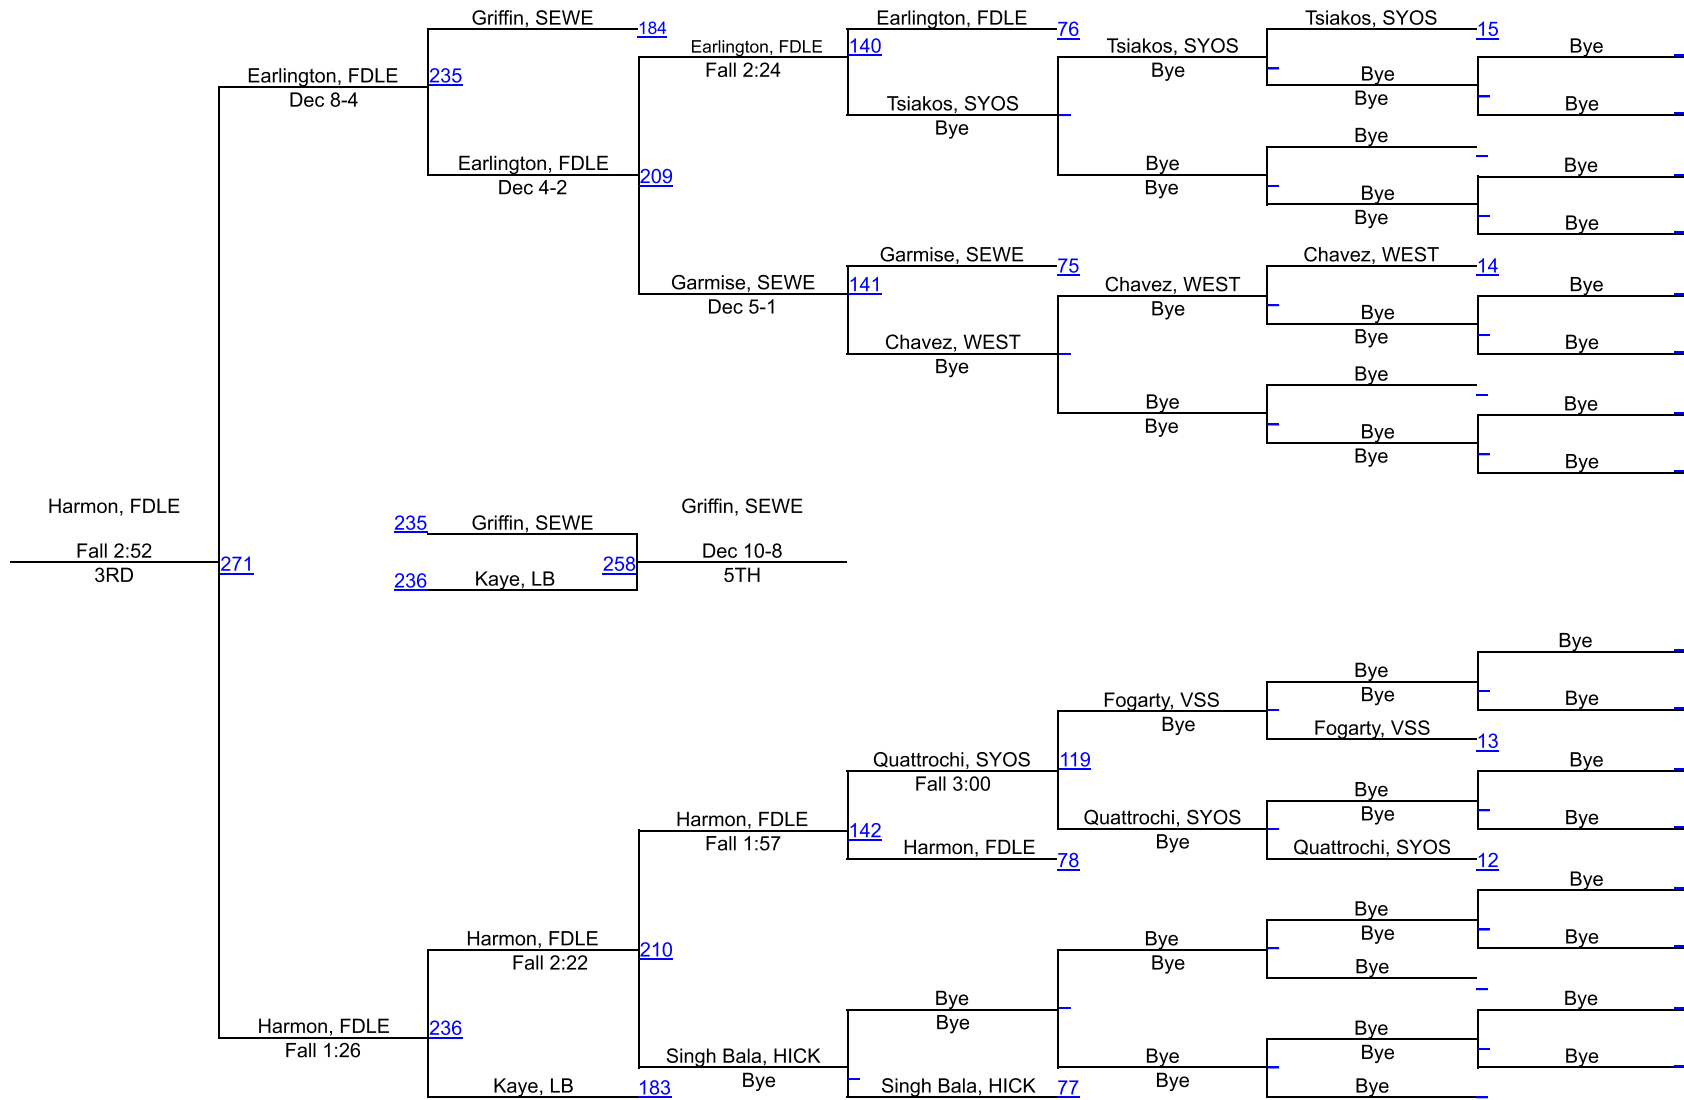 Griffin, SEWE
184
Earlington, FDLE
76
Tsiakos, SYOS
15
Earlington, FDLE
140
Tsiakos, SYOS
Bye
Earlington, FDLE
235
Fall 2:24
Bye
Bye
Dec 8-4
Tsiakos, SYOS
Bye
Bye
Bye
Bye
Earlington, FDLE
209
Bye
Bye
Dec 4-2
Bye
Bye
Bye
Bye
Garmise, SEWE
75
Chavez, WEST
14
Garmise, SEWE
141
Chavez, WEST
Bye
Dec 5-1
Bye
Bye
Chavez, WEST
Bye
Bye
Bye
Bye
Bye
Bye
Bye
Bye
Bye
Bye
Harmon, FDLE
Griffin, SEWE
235
Griffin, SEWE
Fall 2:52
271
258
Dec 10-8
3RD
236
Kaye, LB
5TH
Bye
Bye
Fogarty, VSS
Bye
Bye
Bye
Fogarty, VSS
13
Quattrochi, SYOS
119
Bye
Fall 3:00
Bye
Harmon, FDLE
142
Quattrochi, SYOS
Bye
Bye
Fall 1:57
Bye
Harmon, FDLE
78
Quattrochi, SYOS
12
Bye
Bye
Harmon, FDLE
210
Bye
Bye
Bye
Fall 2:22
Bye
Bye
Bye
Bye
Harmon, FDLE
236
Bye
Bye
Fall 1:26
Singh Bala, HICK
Bye
Bye
Bye
Kaye, LB
183
Bye
Singh Bala, HICK
77
Bye
Bye